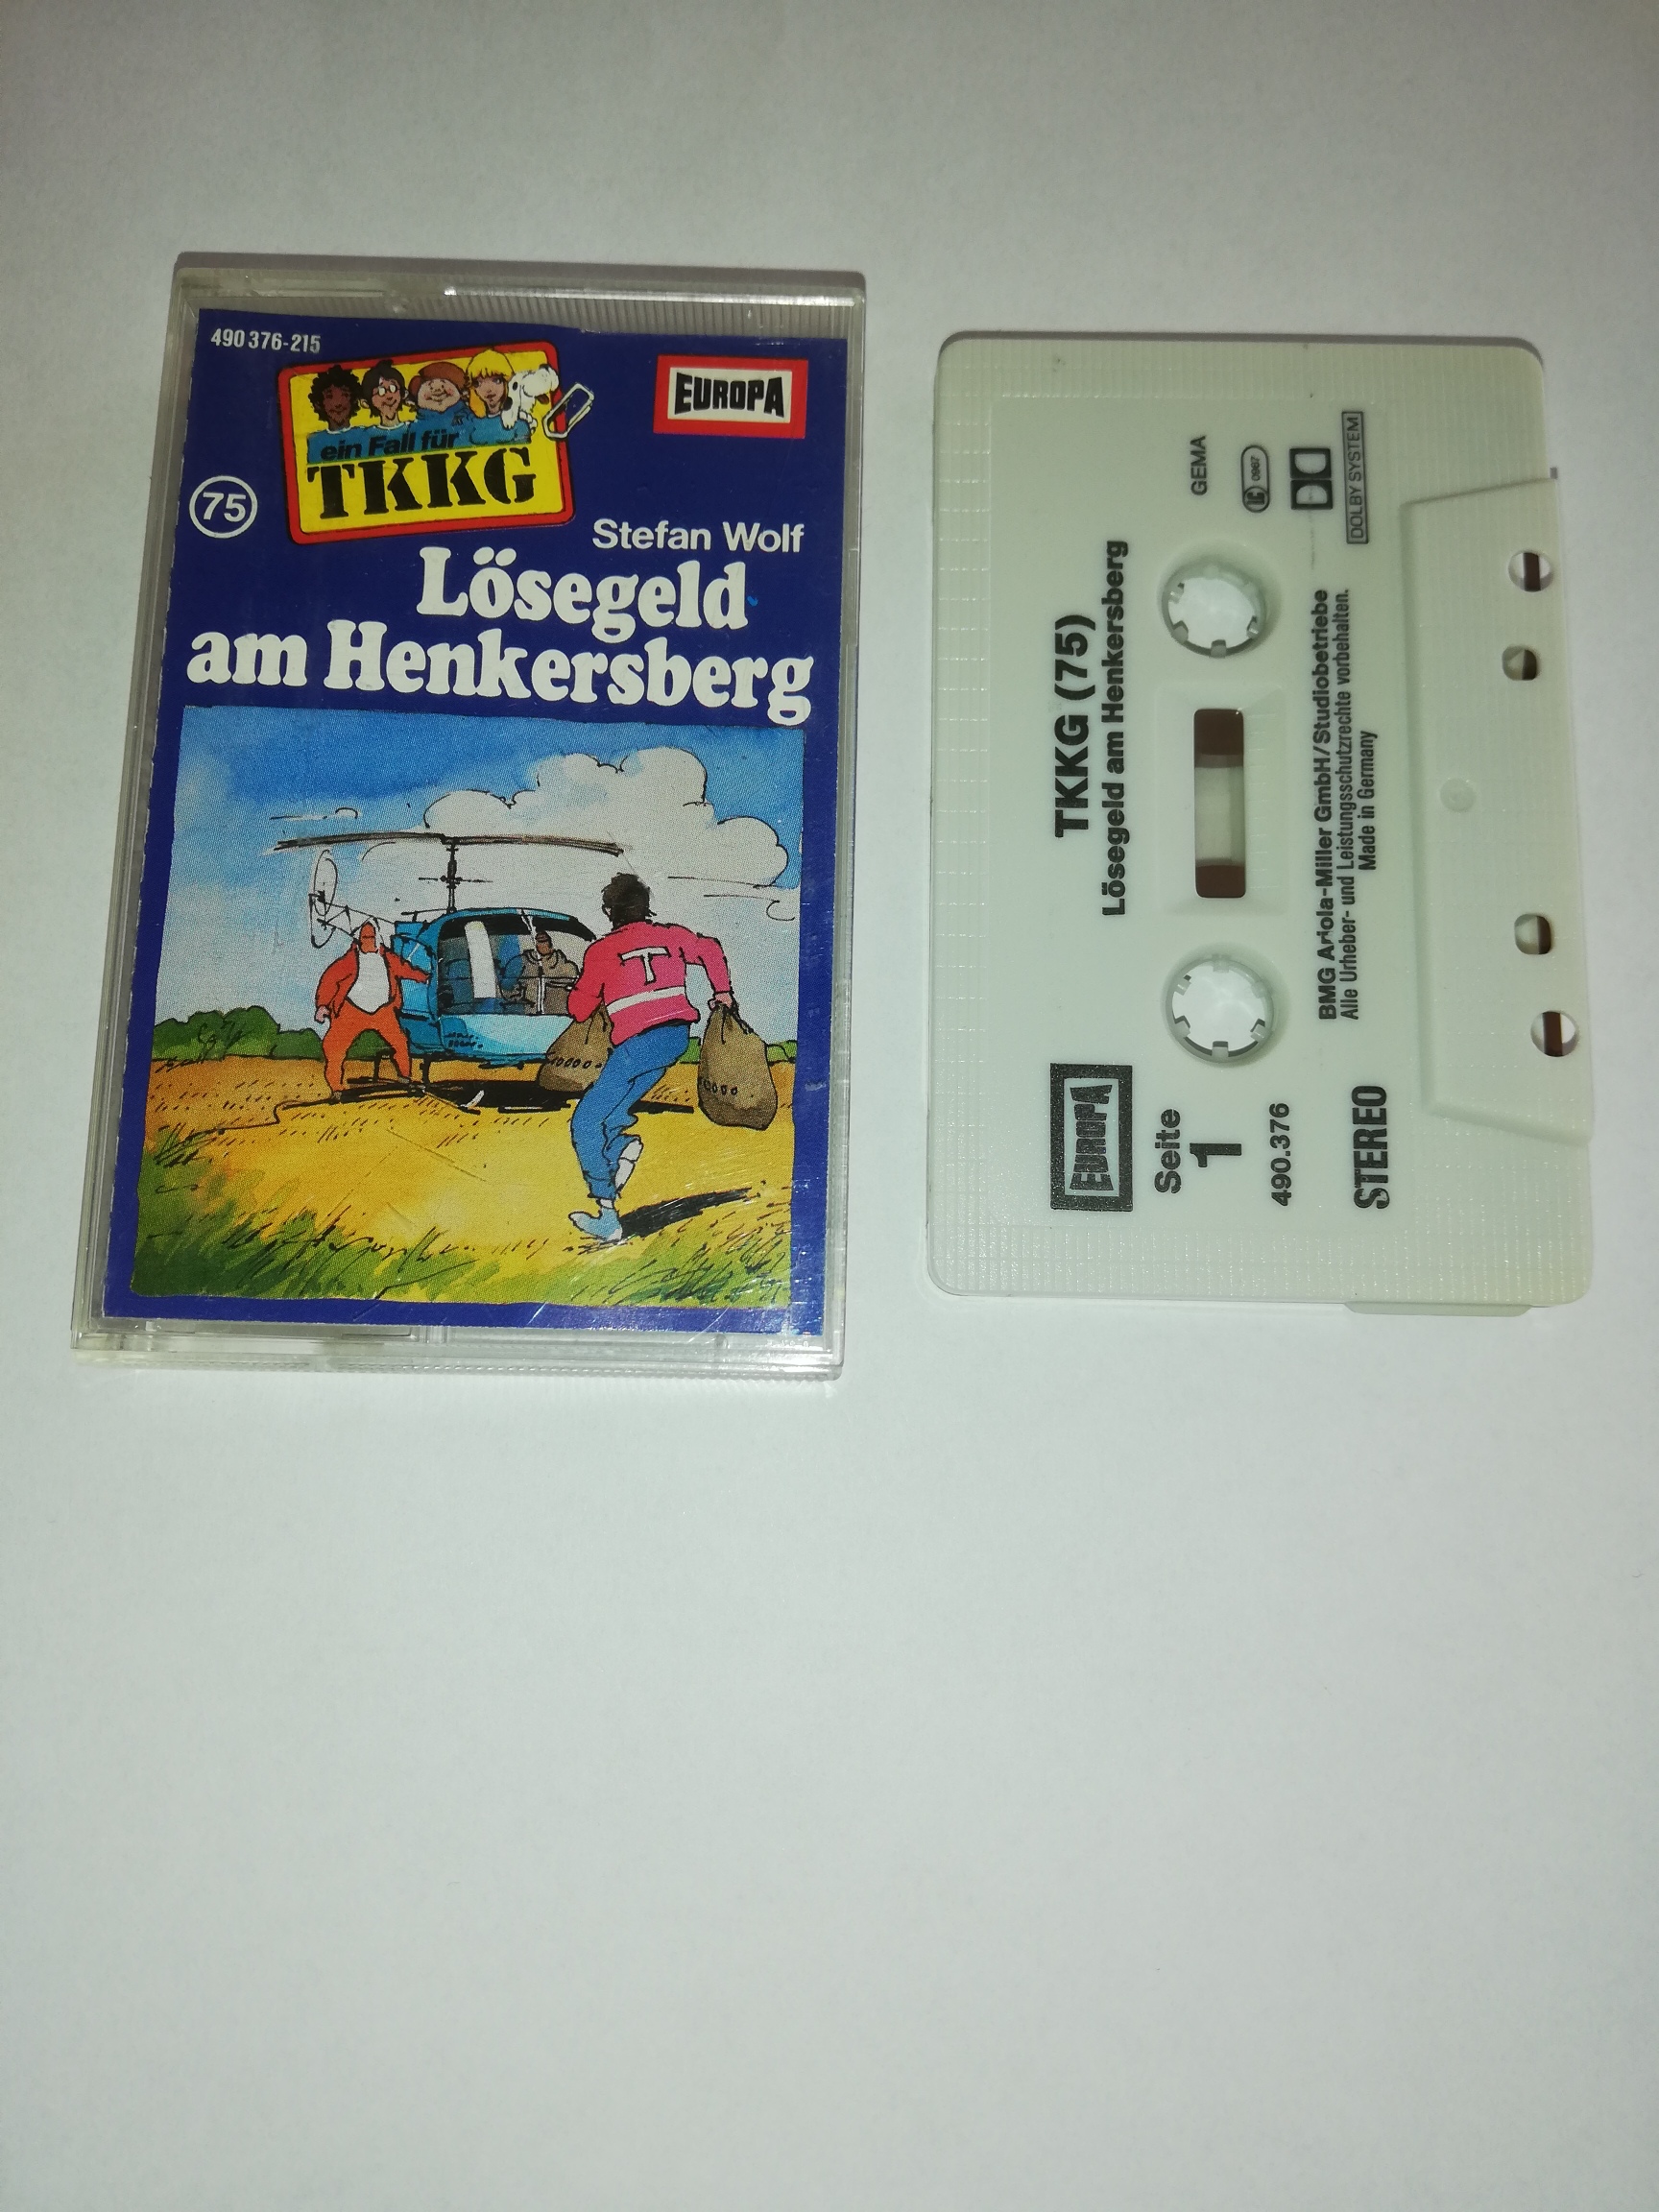 490 376-215
ein Fall für
TKKG
EUROPA
75
Stefan Wolf
Lösegeld
am Henkersberg
T
TKKG (75)
Lösegeld am Henkersberg
EUROPA
Seite
1
490.376
STEREO
GEMA
LC 0967
DOLBY SYSTEM
BMG Ariola-Miller GmbH/Studiobetriebe
Alle Urheber- und Leistungsschutzrechte vorbehalten.
Made in Germany